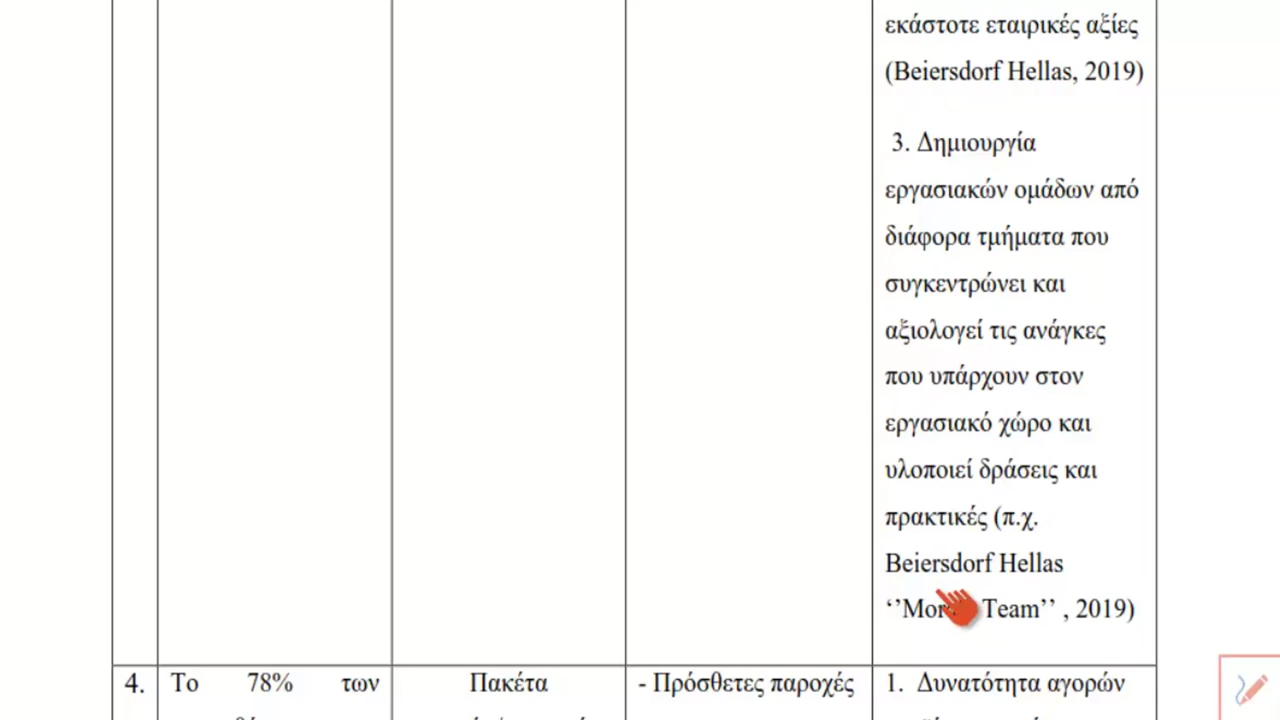 εκάστοτε εταιρικές αξίες
(Beiersdorf Hellas, 2019)
3. Δημιουργία
εργασιακών ομάδων από
διάφορα τμήματα που
συγκεντρώνει και
αξιολογεί τις ανάγκες
που υπάρχουν στον
εργασιακό χώρο και
υλοποιεί δράσεις και
πρακτικές (π.χ.
Beiersdorf Hellas
Team’’ , 2019)
4. Το 78% των
Πακέτα
- Πρόσθετες παροχές
1. Δυνατότητα αγορών